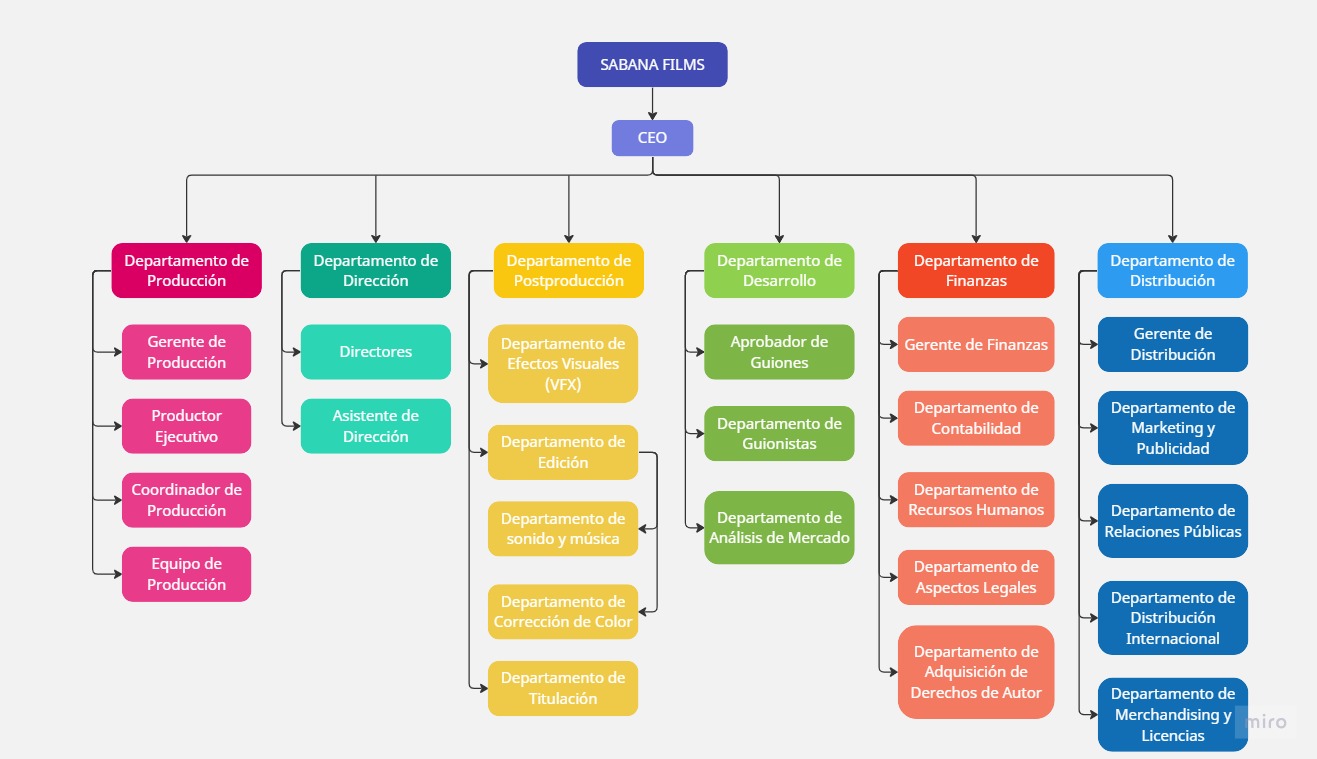 SABANA FILMS
CEO
Departamento de
Producción
Gerente de
Producción
Productor
Ejecutivo
Coordinador de
Producción
Equipo de
Producción
Departamento de
Dirección
Directores
Asistente de
Dirección
Departamento de
Postproducción
Departamento de
Efectos Visuales
(VFX)
Departamento de
Edición
Departamento de
sonido y música
Departamento de
Corrección de Color
Departamento de
Titulación
Departamento de
Desarrollo
Aprobador de
Guiones
Departamento de
Guionistas
Departamento de
Análisis de Mercado
Departamento de
Finanzas
Gerente de Finanzas
Departamento de
Contabilidad
Departamento de
Recursos Humanos
Departamento de
Aspectos Legales
Departamento de
Adquisición de
Derechos de Autor
Departamento de
Distribución
Gerente de
Distribución
Departamento de
Marketing y
Publicidad
Departamento de
Relaciones Públicas
Departamento de
Distribución
Internacional
Departamento de
Merchandising y
Licencias
miro